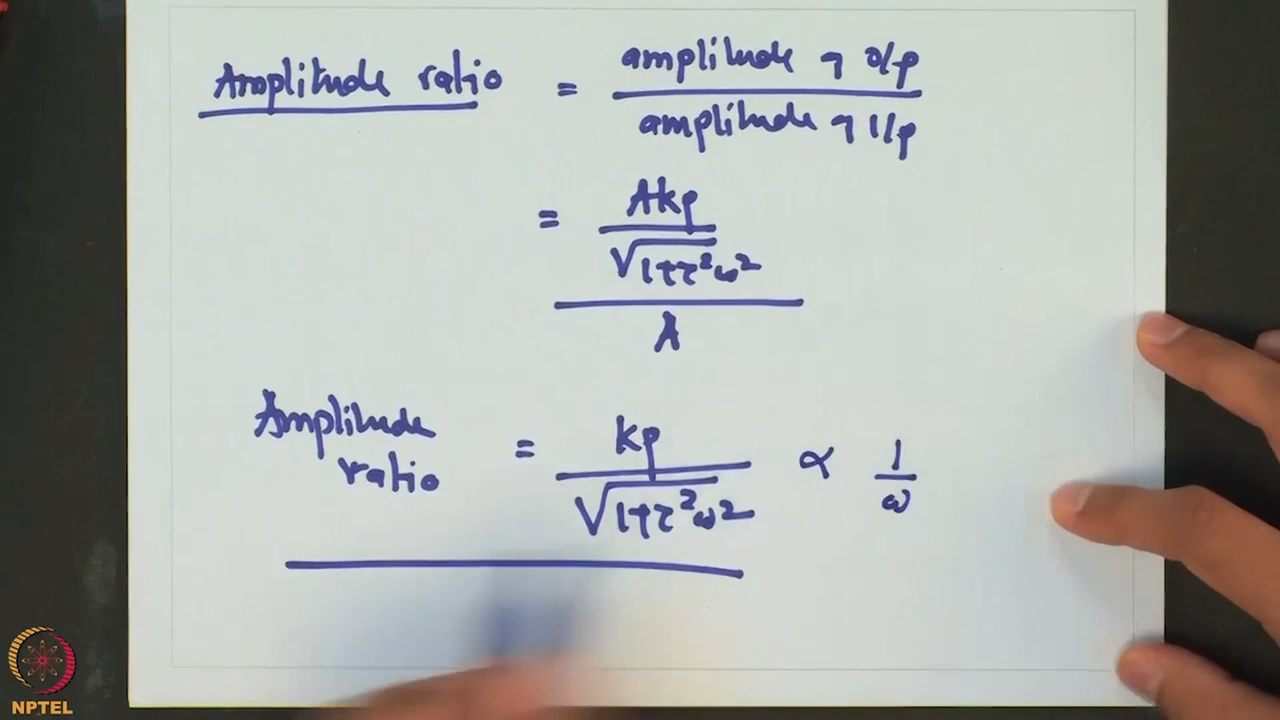 Amplitude ratio = amplitude of o/p / amplitude of i/p
= Akp / √1+τ²ω² / A
Amplitude ratio = kp / √1+τ²ω² ∝ 1/ω
NPTEL